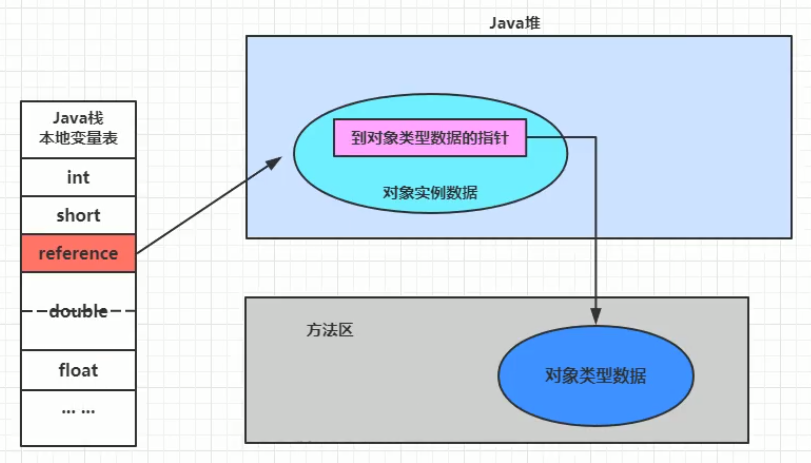 Java堆
Java栈
本地变量表
int
short
reference
double
float
... ...
到对象类型数据的指针
对象实例数据
方法区
对象类型数据